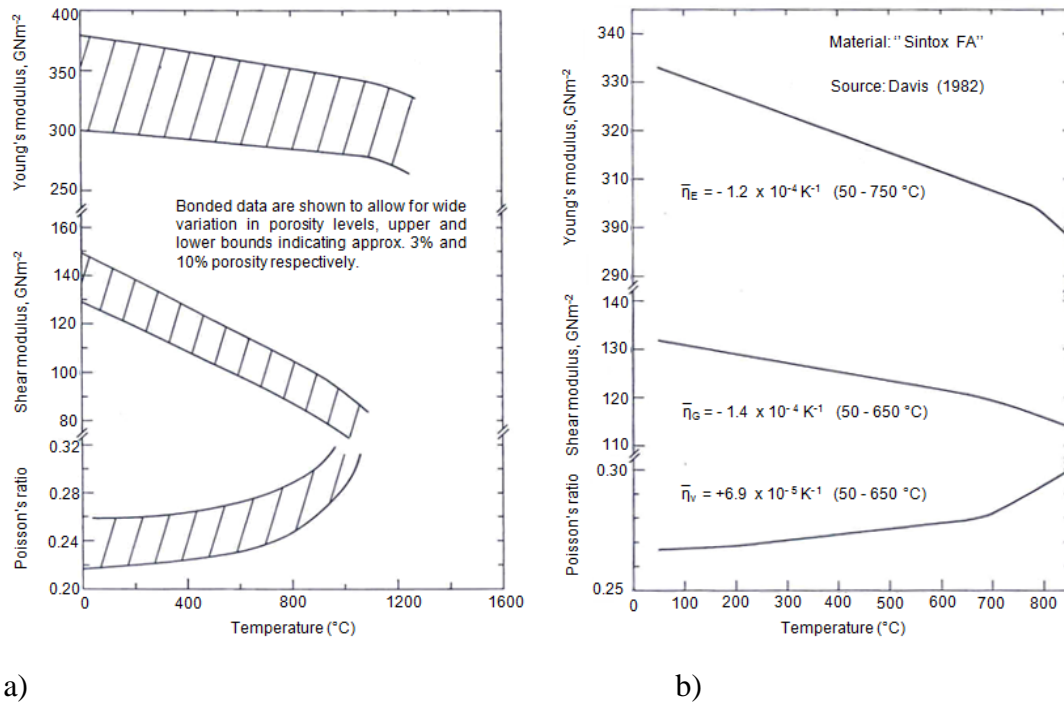 400
350
300
250
160
140
120
100
80
0.32
0.28
0.24
0.20
Young's modulus, GNm-2
Shear modulus, GNm-2
Poisson's ratio
Bonded data are shown to allow for wide
variation in porosity levels, upper and
lower bounds indicating approx. 3% and
10% porosity respectively.
0 400 800 1200 1600
Temperature (°C)
a)
345
335
320
310
390
290
140
130
120
110
0.30
0.25
Young's modulus, GNm-2
Shear modulus, GNm-2
Poisson's ratio
Material: " Sintox FA"
Source: Davis (1982)
η̅E = - 1.2 x 10-4 K-1 (50 - 750 °C)
η̅G = - 1.4 x 10-4 K-1 (50 - 650 °C)
η̅v = +6.9 x 10-5 K-1 (50 - 650 °C)
0 100 200 300 400 500 600 700 800
Temperature (°C)
b)